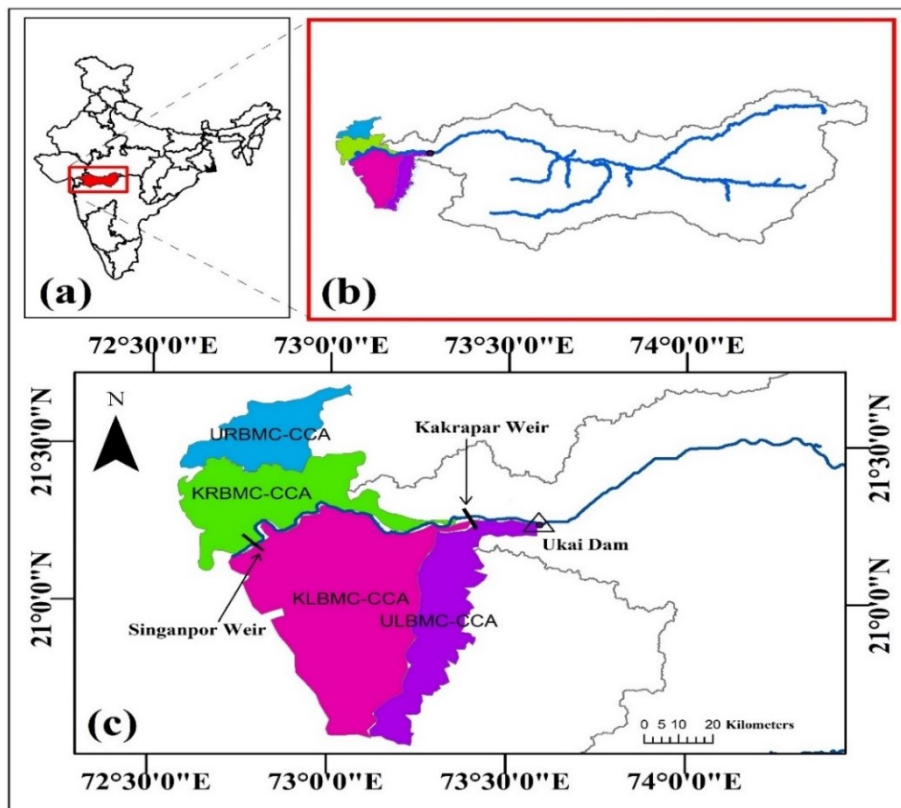 (a)
(b)
72°30'0"E 73°0'0"E 73°30'0"E 74°0'0"E
N
21°30'0"N
21°30'0"N
URBMC-CCA
Kakrapar Weir
KRBMC-CCA
Ukai Dam
21°0'0"N
21°0'0"N
KLBMC-CCA
ULBMC-CCA
Singanpor Weir
(c)
0 5 10 20 Kilometers
72°30'0"E 73°0'0"E 73°30'0"E 74°0'0"E